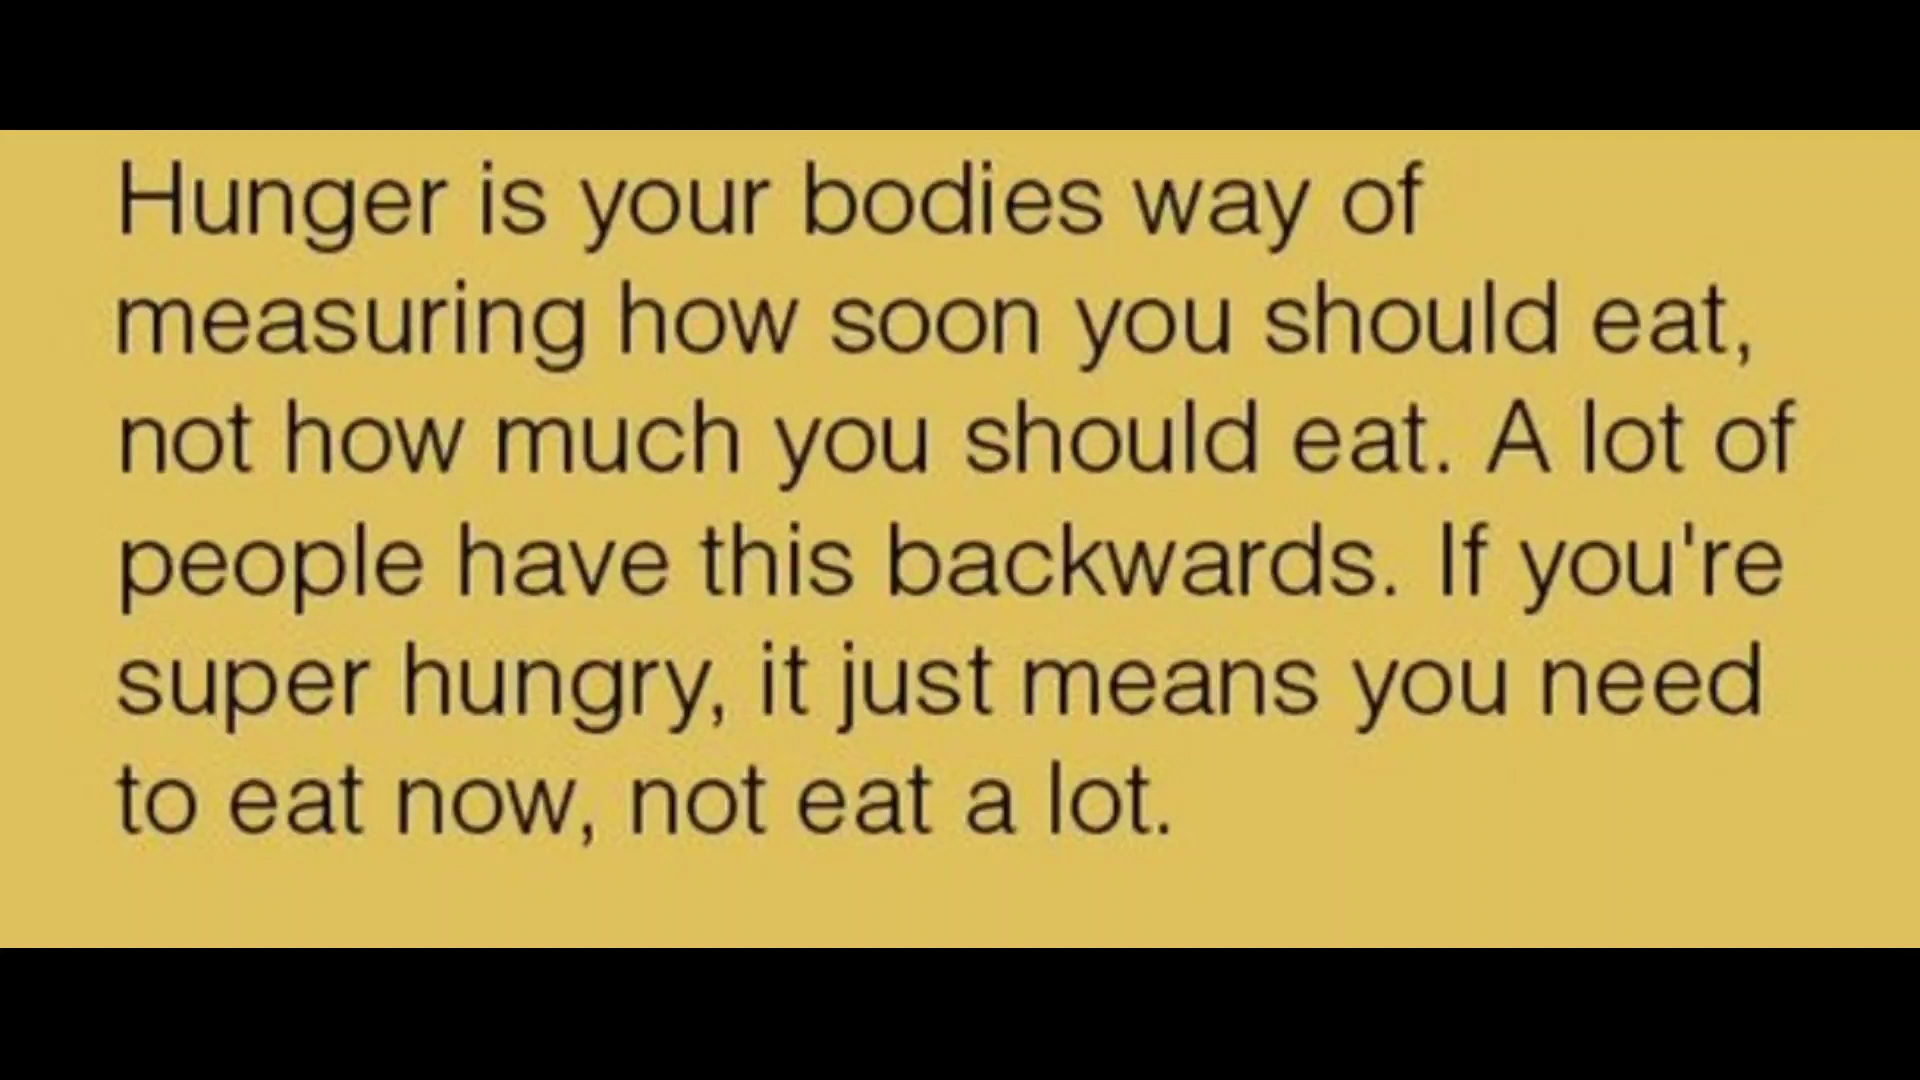 Hunger is your bodies way of
measuring how soon you should eat,
not how much you should eat. A lot of
people have this backwards. If you're
super hungry, it just means you need
to eat now, not eat a lot.